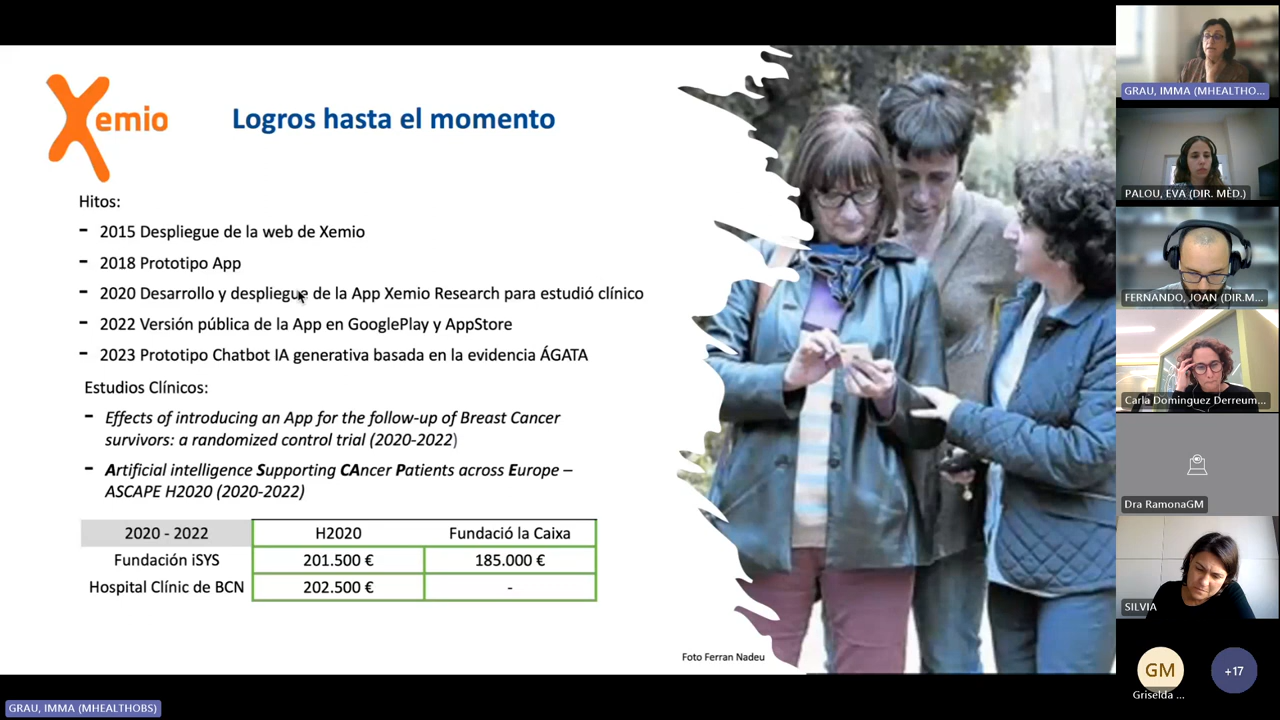 Xemio
Logros hasta el momento
Hitos:
- 2015 Despliegue de la web de Xemio
- 2018 Prototipo App
- 2020 Desarrollo y despliegue de la App Xemio Research para estudió clínico
- 2022 Versión pública de la App en GooglePlay y AppStore
- 2023 Prototipo Chatbot IA generativa basada en la evidencia ÁGATA
Estudios Clínicos:
- Effects of introducing an App for the follow-up of Breast Cancer
survivors: a randomized control trial (2020-2022)
- Artificial intelligence Supporting CAncer Patients across Europe –
ASCAPE H2020 (2020-2022)
2020 - 2022 H2020 Fundació la Caixa
Fundación iSYS 201.500 € 185.000 €
Hospital Clínic de BCN 202.500 € -
Foto Ferran Nadeu
GRAU, IMMA (MHEALTHOBS)
GRAU, IMMA (MHEALTHO...
PALOU, EVA (DIR. MÈD.)
FERNANDO, JOAN (DIR.M...
Carla Dominguez Derreum...
Dra RamonaGM
SILVIA
GM
Griselda ...
+17